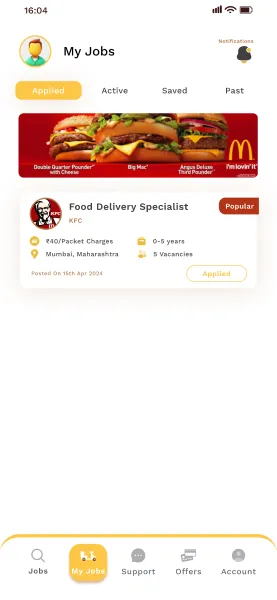 16:04
Notifications
My Jobs
Applied
Active
Saved
Past
Double Quarter Pounder™
with Cheese
Big Mac®
Angus Deluxe
Third Pounder™
i'm lovin' it®
Popular
Food Delivery Specialist
KFC
KFC
₹40/Packet Charges
0-5 years
Mumbai, Maharashtra
5 Vacancies
Posted On 15th Apr 2024
Applied
Jobs
My Jobs
Support
Offers
Account